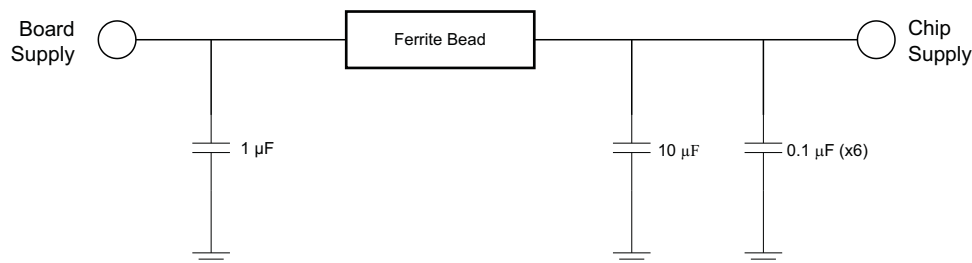 Board
Supply
Ferrite Bead
Chip
Supply
1 µF
10 μF
0.1 μF (x6)